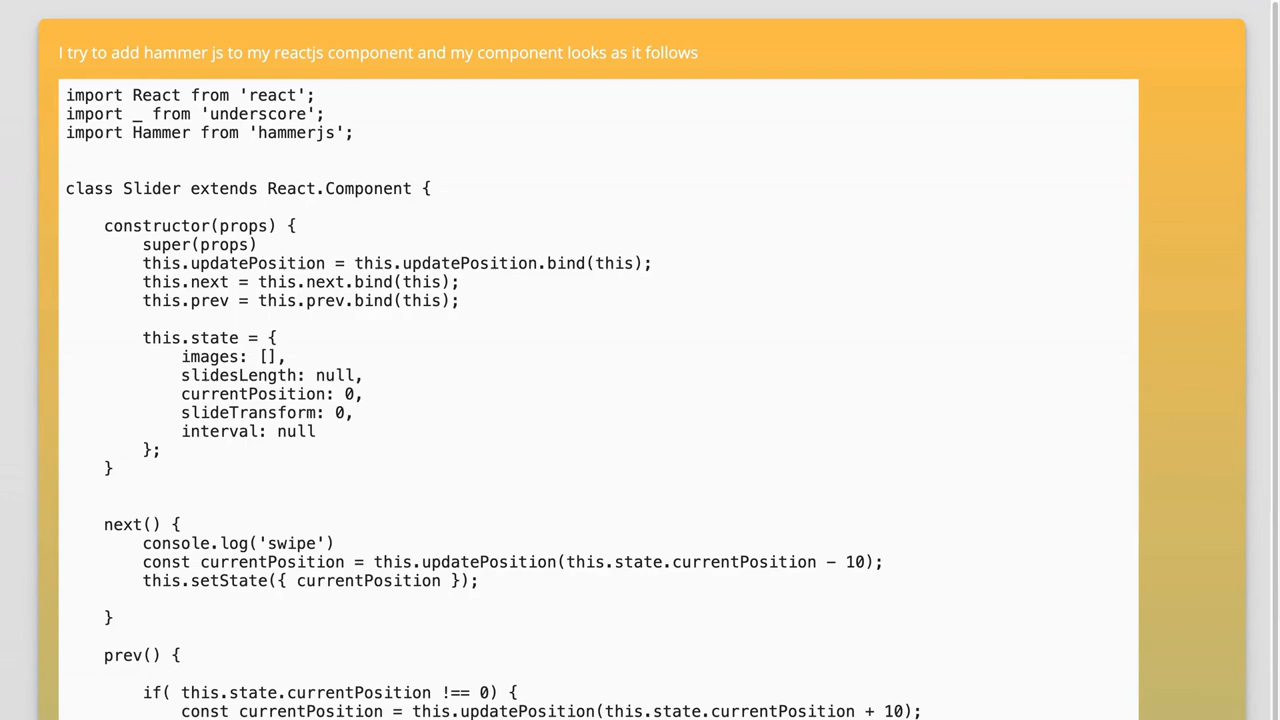 I try to add hammer js to my reactjs component and my component looks as it follows
import React from 'react';
import _ from 'underscore';
import Hammer from 'hammerjs';
class Slider extends React.Component {
constructor(props) {
super(props)
this.updatePosition = this.updatePosition.bind(this);
this.next = this.next.bind(this);
this.prev = this.prev.bind(this);
this.state = {
images: [],
slidesLength: null,
currentPosition: 0,
slideTransform: 0,
interval: null
};
}
next() {
console.log('swipe')
const currentPosition = this.updatePosition(this.state.currentPosition - 10);
this.setState({ currentPosition });
}
prev() {
if( this.state.currentPosition !== 0) {
const currentPosition = this.updatePosition(this.state.currentPosition + 10);